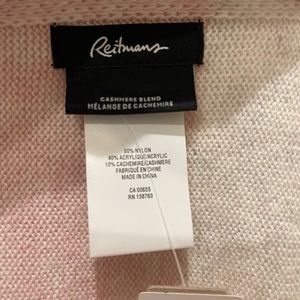 Reitmans
CASHMERE BLEND
MÉLANGE DE CACHEMIRE
50% NYLON
40% ACRYLIQUE/ACRYLIC
10% CACHEMIRE/CASHMERE
FABRIQUÉ EN CHINE
MADE IN CHINA
CA 00655
RN 138780